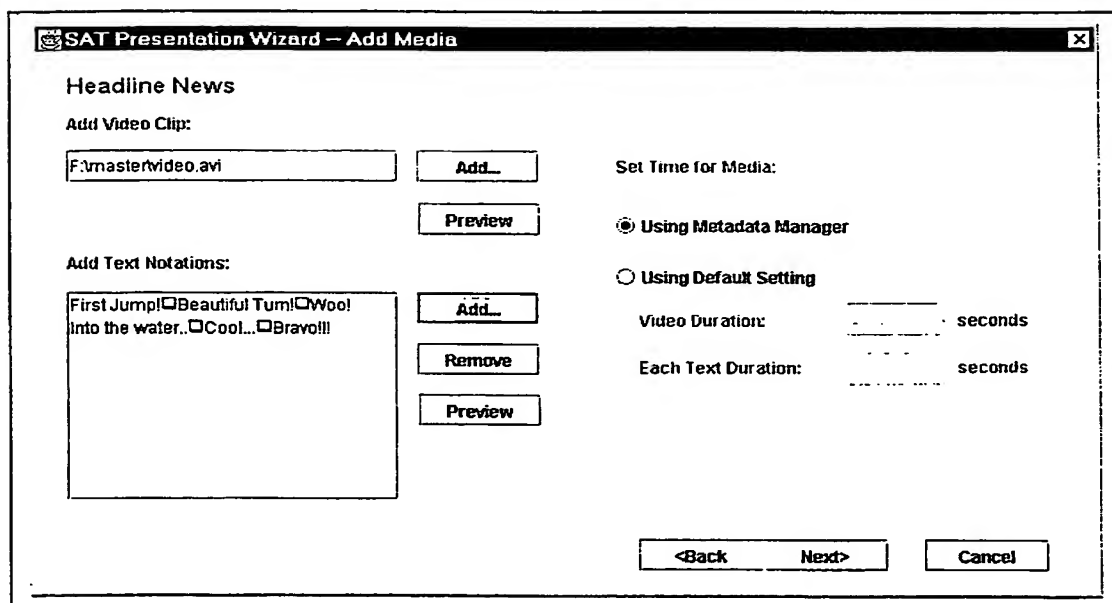 SAT Presentation Wizard – Add Media
Headline News
Add Video Clip:
F:\master\video.avi
Add...
Preview
Add Text Notations:
First Jump!☐Beautiful Turn!☐Woo!
Into the water..☐Cool...☐Bravo!!!
Add...
Remove
Preview
Set Time for Media:
Using Metadata Manager
Using Default Setting
Video Duration: seconds
Each Text Duration: seconds
<Back Next> Cancel